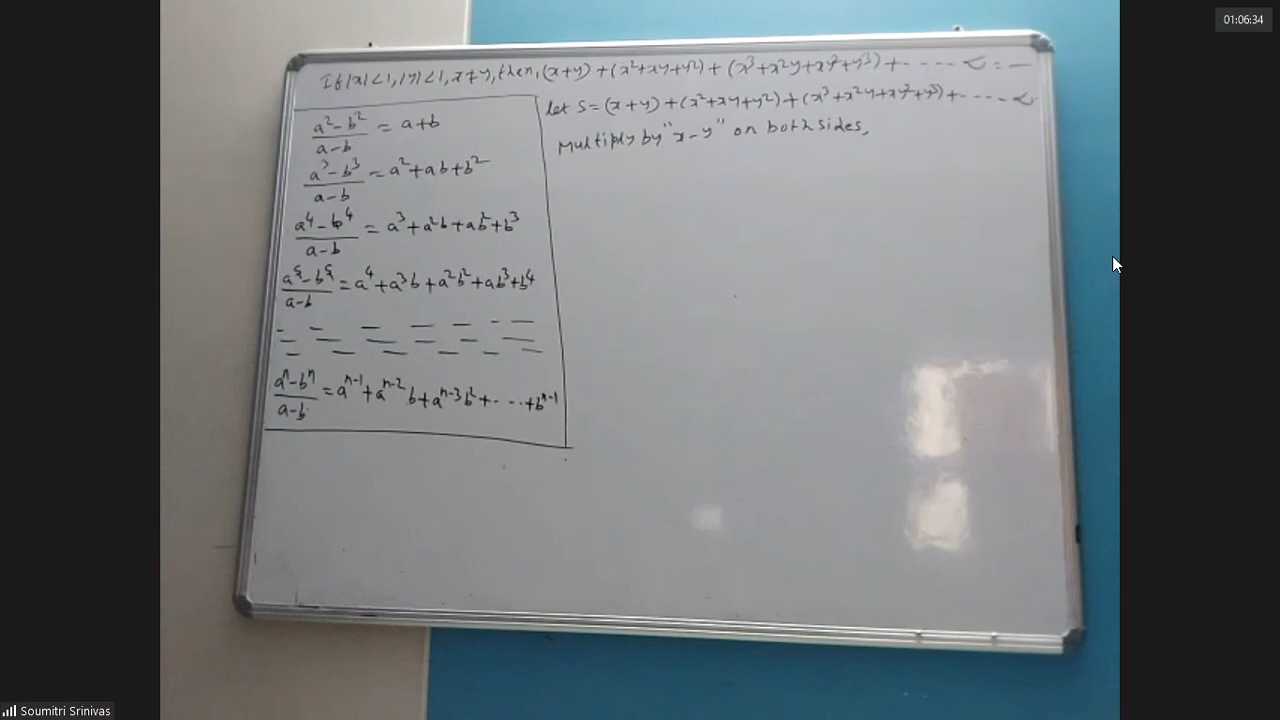 01:06:34
If |x|<1, |y|<1, x≠y, then, (x+y) + (x²+xy+y²) + (x³+x²y+xy²+y³) + ----- ∞ = —
let S = (x+y) + (x²+xy+y²) + (x³+x²y+xy²+y³) + ----- ∞
Multiply by "x-y" on both sides,
(a²-b²)/(a-b) = a+b
(a³-b³)/(a-b) = a²+ab+b²
(a⁴-b⁴)/(a-b) = a³+a²b+ab²+b³
(a⁵-b⁵)/(a-b) = a⁴+a³b+a²b²+ab³+b⁴
(aⁿ-bⁿ)/(a-b) = aⁿ⁻¹+aⁿ⁻²b+aⁿ⁻³b²+-----+bⁿ⁻¹
Soumitri Srinivas